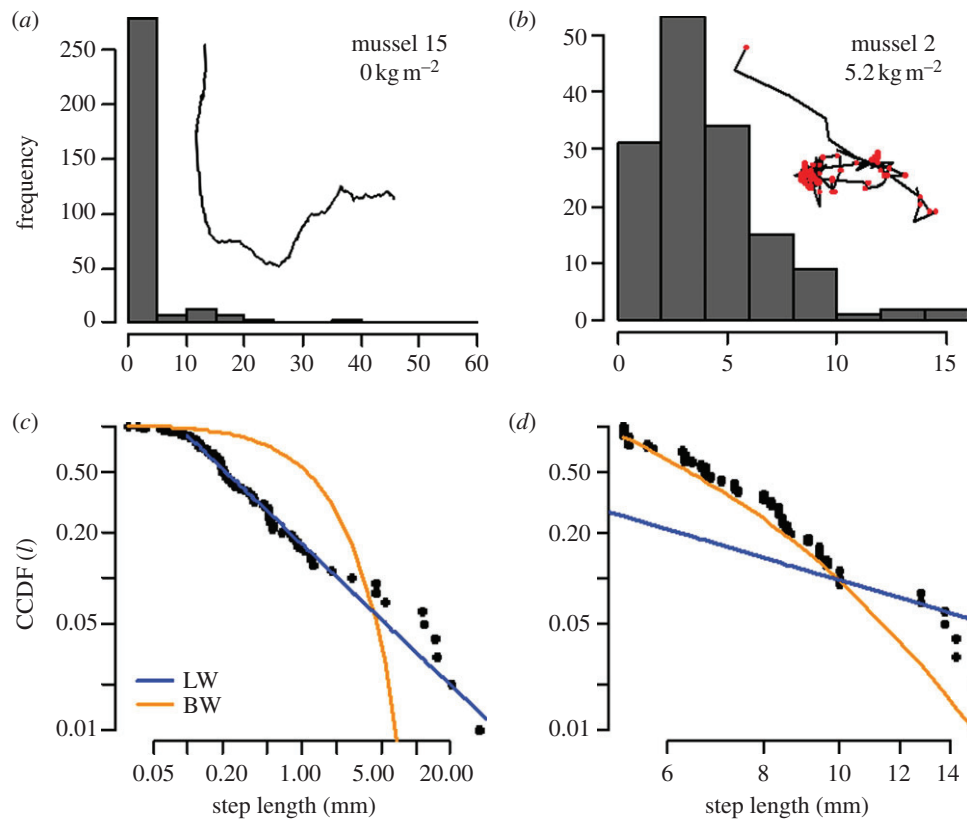 (a)
mussel 15
0 kg m−2
frequency
250
200
150
100
50
0
0 10 20 30 40 50 60
(b)
mussel 2
5.2 kg m−2
50
40
30
20
10
0
0 5 10 15
(c)
CCDF (l)
0.50
0.20
0.05
0.01
LW
BW
0.05 0.20 1.00 5.00 20.00
step length (mm)
(d)
0.50
0.20
0.05
0.01
6 8 10 12 14
step length (mm)